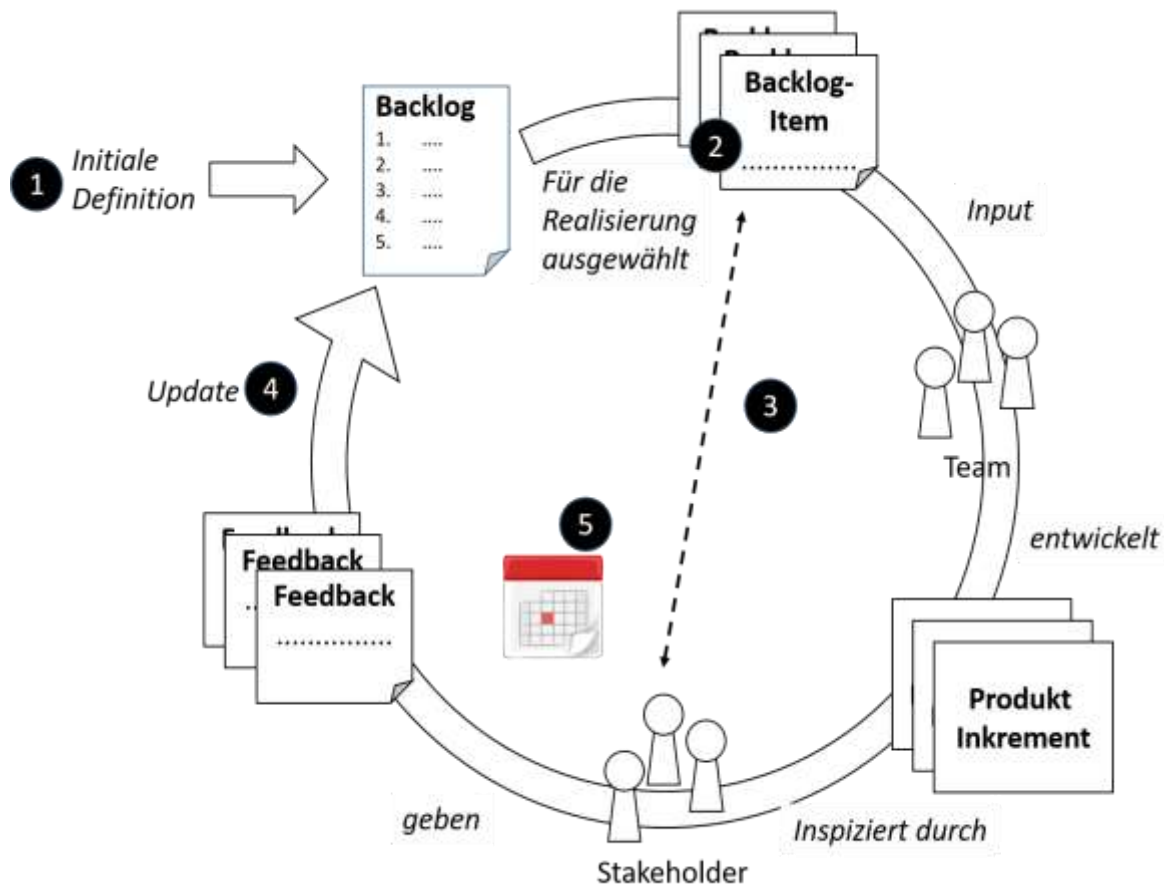 Backlog-
Item
2
Backlog
1. ....
2. ....
3. ....
4. ....
5. ....
1
Initiale
Definition
Für die
Realisierung
ausgewählt
Input
Update
4
3
Team
5
entwickelt
Feedback
Feedback
...............
Produkt
Inkrement
geben
Inspiziert durch
Stakeholder